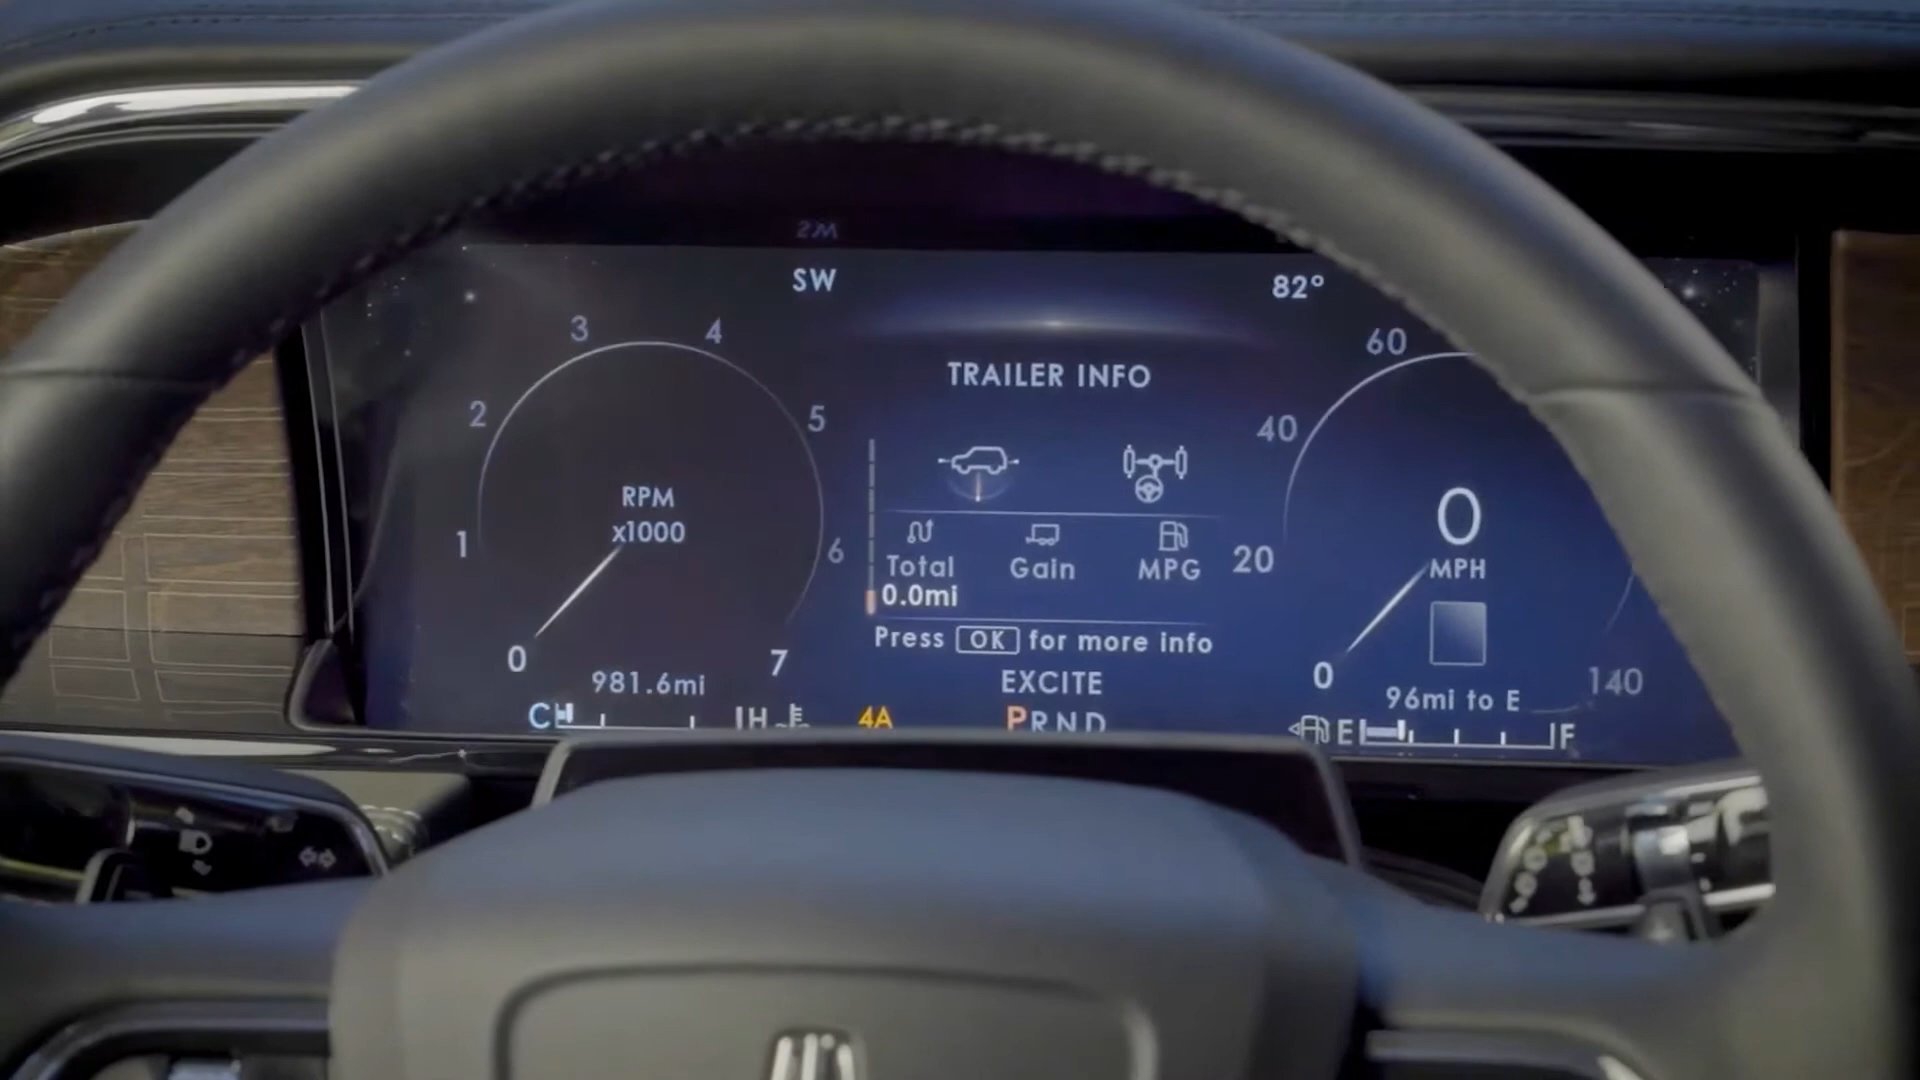 SW
82°
TRAILER INFO
3
4
2
5
1
6
0
7
RPM
x1000
981.6mi
C
H
Total
Gain
MPG
0.0mi
Press OK for more info
EXCITE
4A
P R N D
60
40
20
0
140
0
MPH
96mi to E
E
F